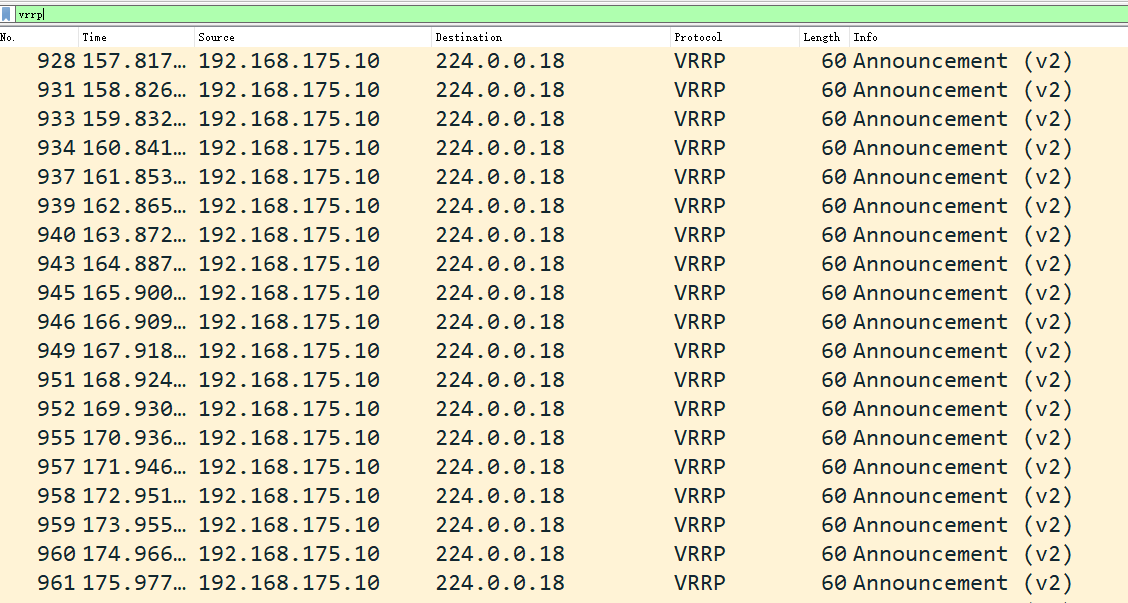 vrrp
No. Time Source Destination Protocol Length Info
928 157.817… 192.168.175.10 224.0.0.18 VRRP 60 Announcement (v2)
931 158.826… 192.168.175.10 224.0.0.18 VRRP 60 Announcement (v2)
933 159.832… 192.168.175.10 224.0.0.18 VRRP 60 Announcement (v2)
934 160.841… 192.168.175.10 224.0.0.18 VRRP 60 Announcement (v2)
937 161.853… 192.168.175.10 224.0.0.18 VRRP 60 Announcement (v2)
939 162.865… 192.168.175.10 224.0.0.18 VRRP 60 Announcement (v2)
940 163.872… 192.168.175.10 224.0.0.18 VRRP 60 Announcement (v2)
943 164.887… 192.168.175.10 224.0.0.18 VRRP 60 Announcement (v2)
945 165.900… 192.168.175.10 224.0.0.18 VRRP 60 Announcement (v2)
946 166.909… 192.168.175.10 224.0.0.18 VRRP 60 Announcement (v2)
949 167.918… 192.168.175.10 224.0.0.18 VRRP 60 Announcement (v2)
951 168.924… 192.168.175.10 224.0.0.18 VRRP 60 Announcement (v2)
952 169.930… 192.168.175.10 224.0.0.18 VRRP 60 Announcement (v2)
955 170.936… 192.168.175.10 224.0.0.18 VRRP 60 Announcement (v2)
957 171.946… 192.168.175.10 224.0.0.18 VRRP 60 Announcement (v2)
958 172.951… 192.168.175.10 224.0.0.18 VRRP 60 Announcement (v2)
959 173.955… 192.168.175.10 224.0.0.18 VRRP 60 Announcement (v2)
960 174.966… 192.168.175.10 224.0.0.18 VRRP 60 Announcement (v2)
961 175.977… 192.168.175.10 224.0.0.18 VRRP 60 Announcement (v2)